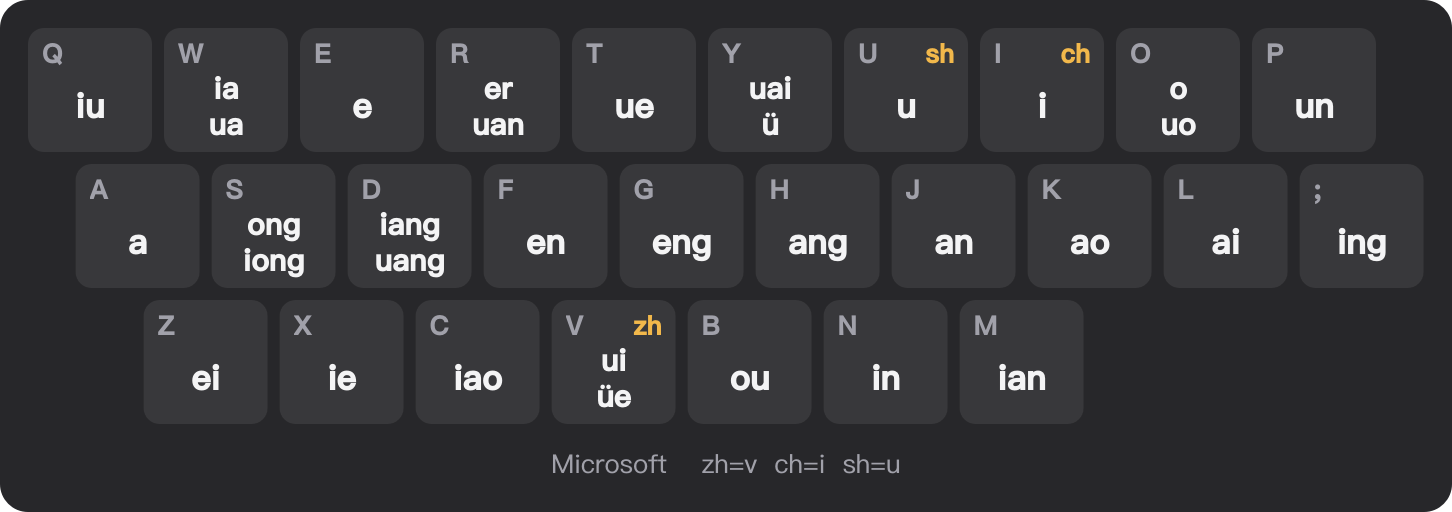 Q W E R T Y U sh I ch O P
iu ia ua e er uan ue uai ü u i o uo un
A S D F G H J K L ;
a ong iong iang uang en eng ang an ao ai ing
Z X C V zh B N M
ei ie iao ui üe ou in ian
Microsoft zh=v ch=i sh=u